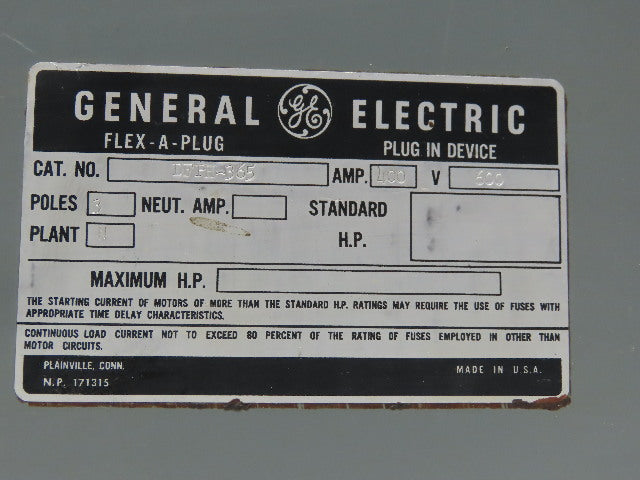 GENERAL GE ELECTRIC
FLEX-A-PLUG PLUG IN DEVICE
CAT. NO. AMP. 400 V 600
POLES 3 NEUT. AMP. STANDARD
PLANT H.P.
MAXIMUM H.P.
THE STARTING CURRENT OF MOTORS OF MORE THAN THE STANDARD H.P. RATINGS MAY REQUIRE THE USE OF FUSES WITH
APPROPRIATE TIME DELAY CHARACTERISTICS.
CONTINUOUS LOAD CURRENT NOT TO EXCEED 80 PERCENT OF THE RATING OF FUSES EMPLOYED IN OTHER THAN
MOTOR CIRCUITS.
PLAINVILLE, CONN. MADE IN U.S.A.
N.P. 171315